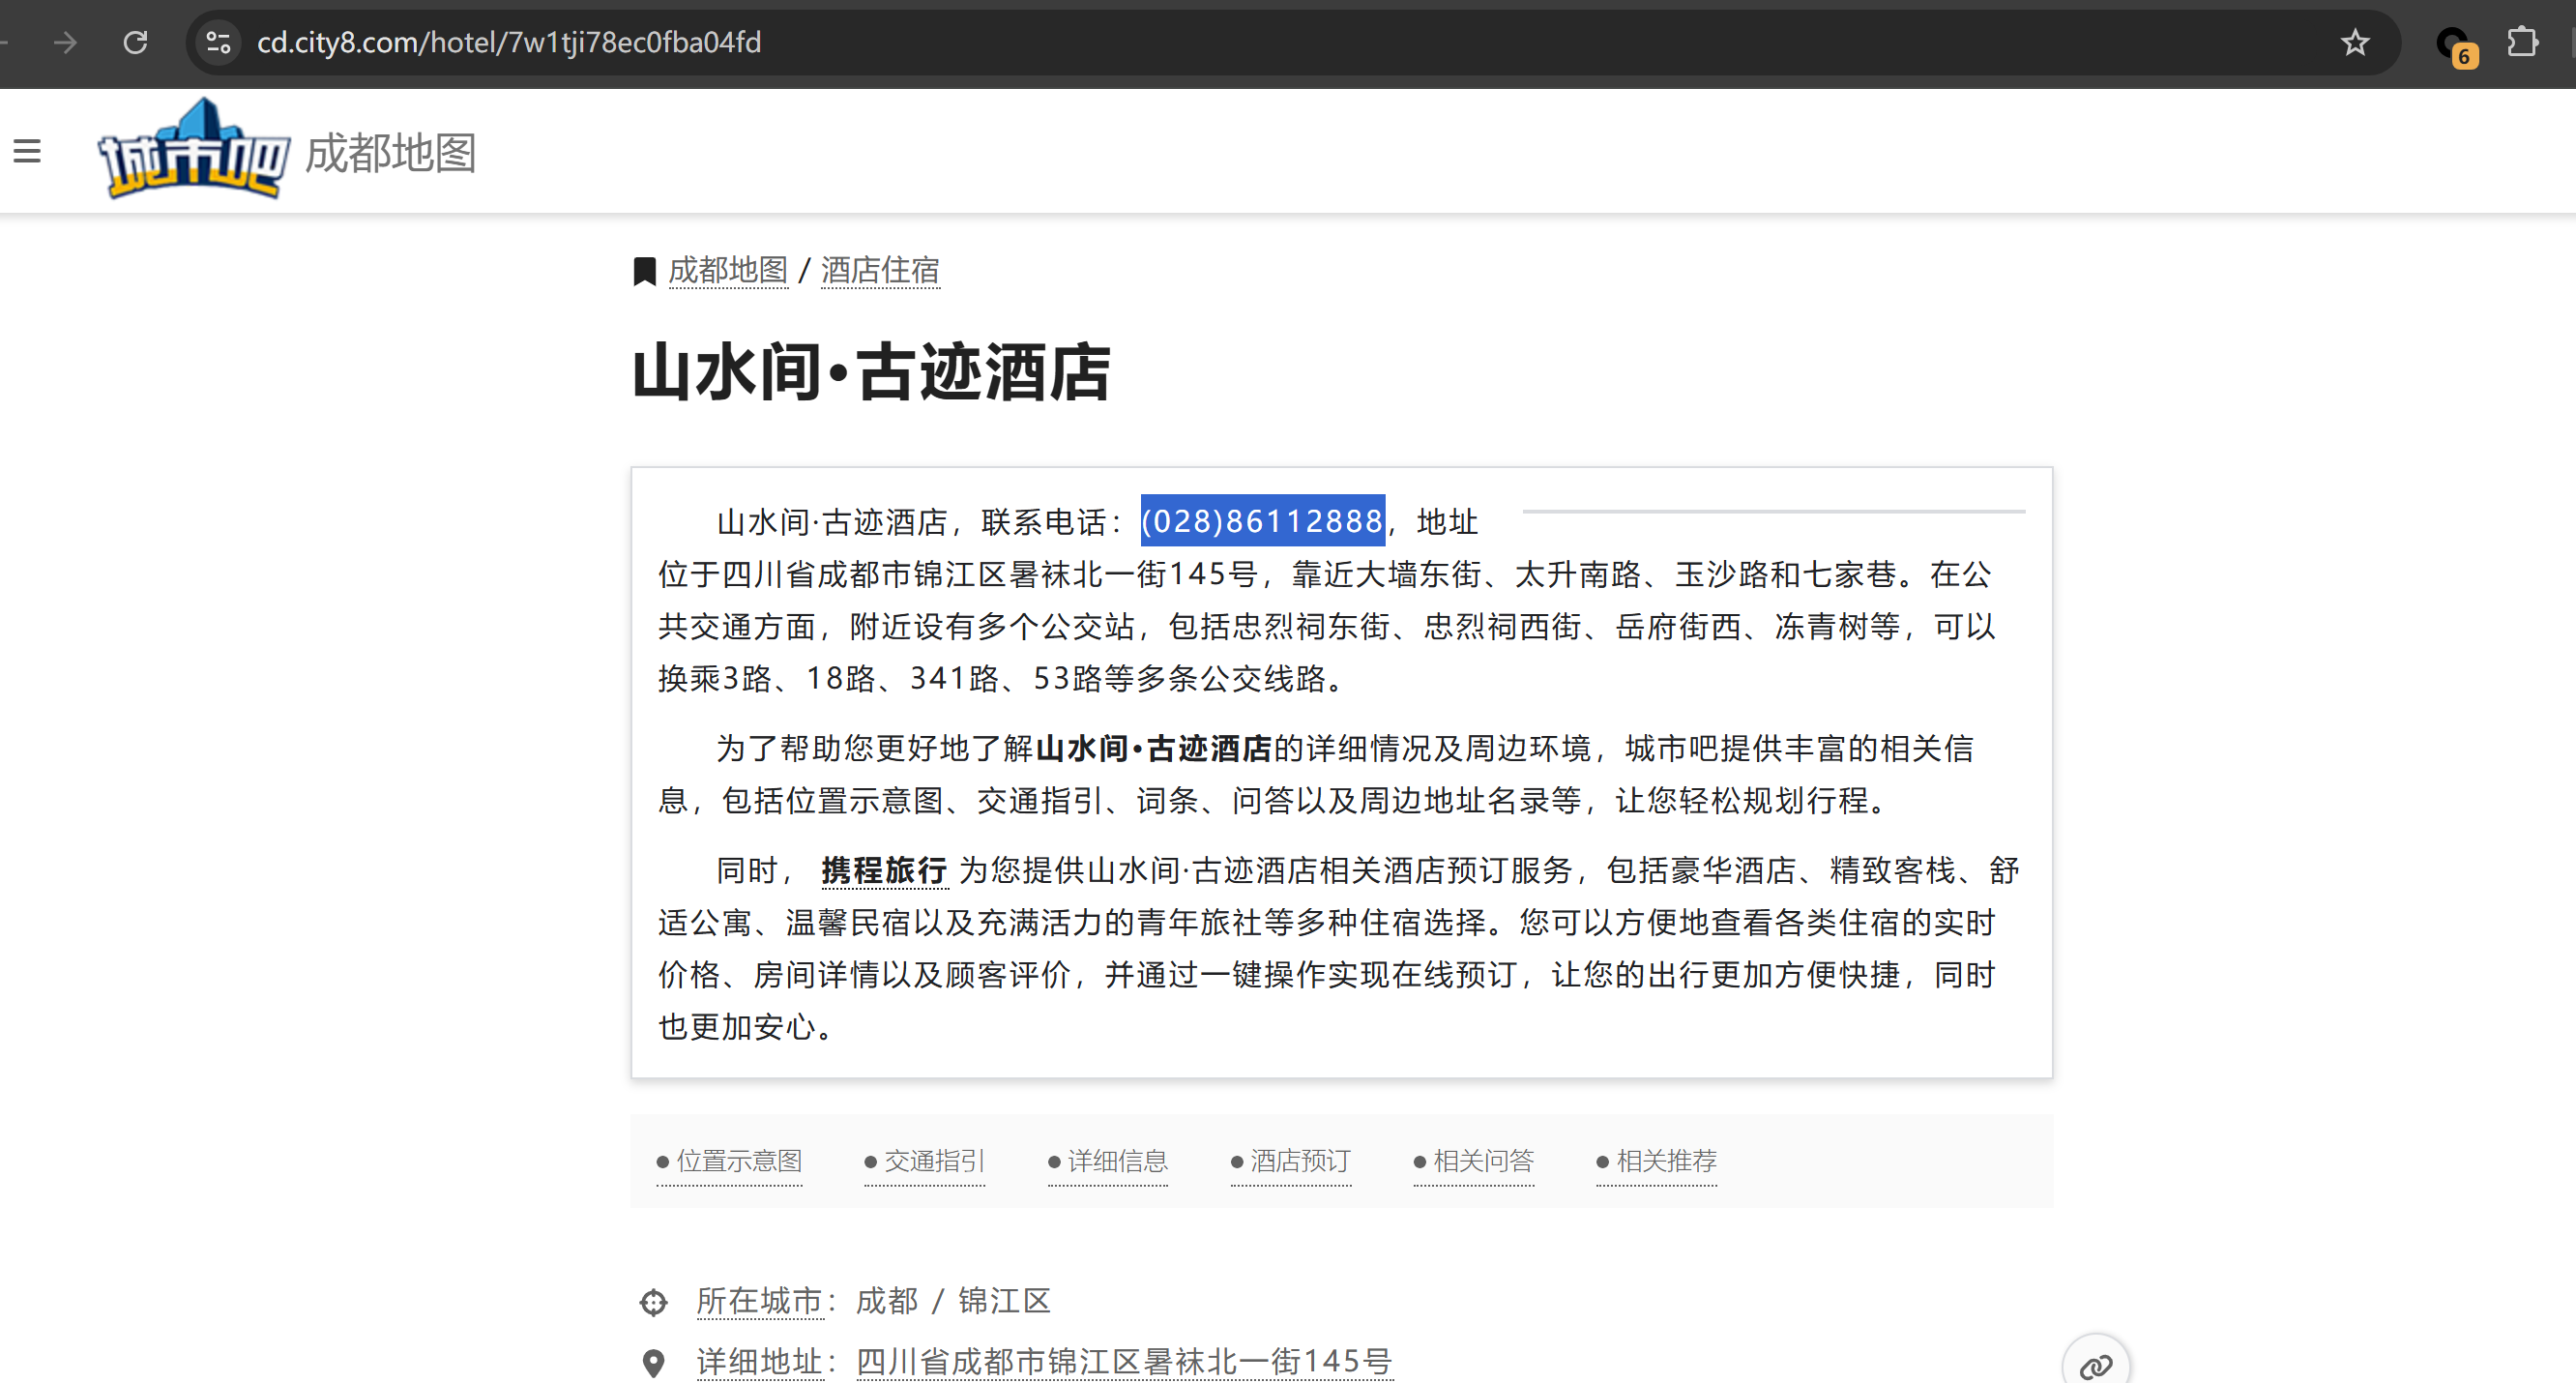 cd.city8.com/hotel/7w1tji78ec0fba04fd
6
城市吧 成都地图
成都地图 / 酒店住宿
山水间·古迹酒店
山水间·古迹酒店，联系电话：(028)86112888，地址
位于四川省成都市锦江区暑袜北一街145号，靠近大墙东街、太升南路、玉沙路和七家巷。在公
共交通方面，附近设有多个公交站，包括忠烈祠东街、忠烈祠西街、岳府街西、冻青树等，可以
换乘3路、18路、341路、53路等多条公交线路。
为了帮助您更好地了解山水间·古迹酒店的详细情况及周边环境，城市吧提供丰富的相关信
息，包括位置示意图、交通指引、词条、问答以及周边地址名录等，让您轻松规划行程。
同时， 携程旅行 为您提供山水间·古迹酒店相关酒店预订服务，包括豪华酒店、精致客栈、舒
适公寓、温馨民宿以及充满活力的青年旅社等多种住宿选择。您可以方便地查看各类住宿的实时
价格、房间详情以及顾客评价，并通过一键操作实现在线预订，让您的出行更加方便快捷，同时
也更加安心。
位置示意图 交通指引 详细信息 酒店预订 相关问答 相关推荐
所在城市：成都 / 锦江区
详细地址：四川省成都市锦江区暑袜北一街145号